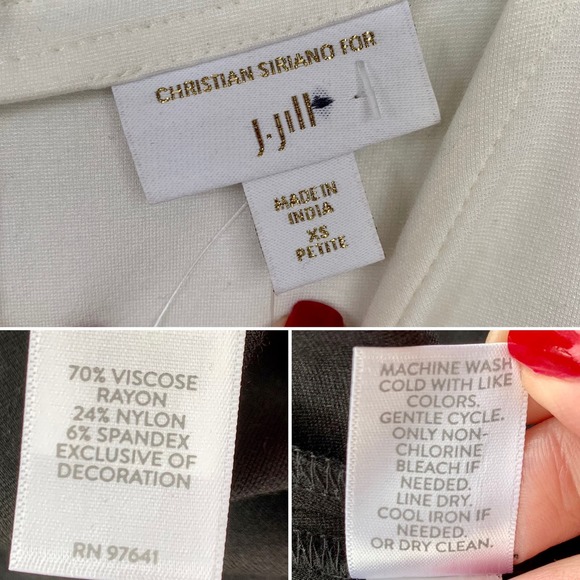 CHRISTIAN SIRIANO FOR
J.Jill
MADE IN
INDIA
XS
PETITE
70% VISCOSE
RAYON
24% NYLON
6% SPANDEX
EXCLUSIVE OF
DECORATION
RN 97641
MACHINE WASH
COLD WITH LIKE
COLORS.
GENTLE CYCLE.
ONLY NON-
CHLORINE
BLEACH IF
NEEDED.
LINE DRY.
COOL IRON IF
NEEDED
OR DRY CLEAN.